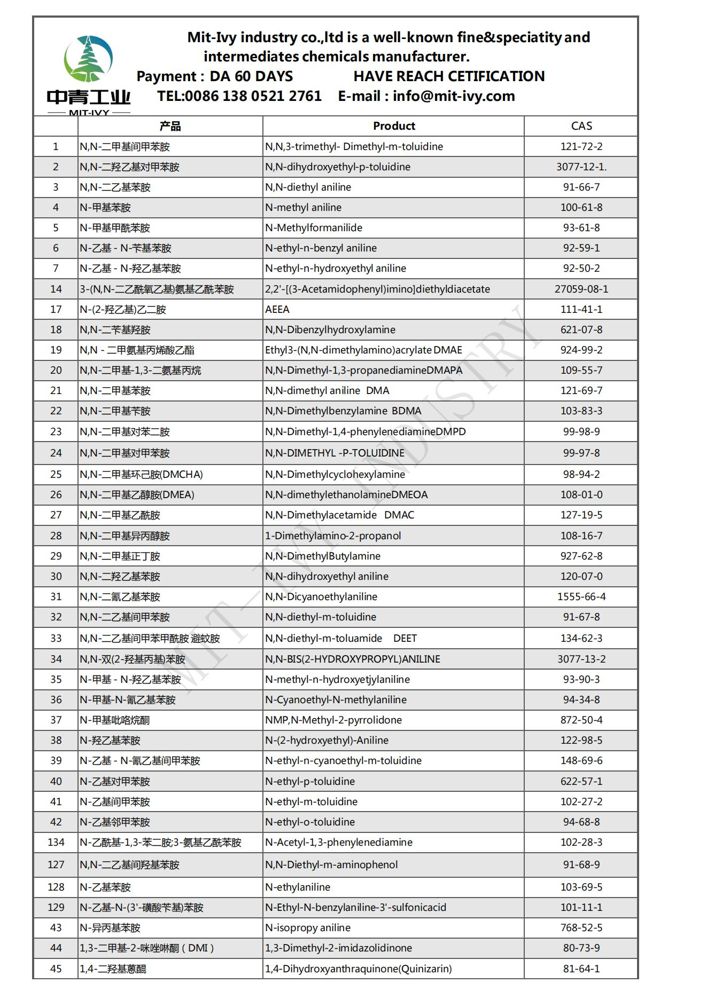 Mit-Ivy industry co.,ltd is a well-known fine&speciatity and
intermediates chemicals manufacturer.
Payment : DA 60 DAYS HAVE REACH CETIFICATION
TEL:0086 138 0521 2761 E-mail : info@mit-ivy.com
中青工业
MIT-IVY
产品 Product CAS
1 N,N-二甲基间甲苯胺 N,N,3-trimethyl- Dimethyl-m-toluidine 121-72-2
2 N,N-二羟乙基对甲苯胺 N,N-dihydroxyethyl-p-toluidine 3077-12-1.
3 N,N-二乙基苯胺 N,N-diethyl aniline 91-66-7
4 N-甲基苯胺 N-methyl aniline 100-61-8
5 N-甲基甲酰苯胺 N-Methylformanilide 93-61-8
6 N-乙基 - N-苄基苯胺 N-ethyl-n-benzyl aniline 92-59-1
7 N-乙基 - N-羟乙基苯胺 N-ethyl-n-hydroxyethyl aniline 92-50-2
14 3-(N,N-二乙酰氧乙基)氨基乙酰苯胺 2,2'-[(3-Acetamidophenyl)imino]diethyldiacetate 27059-08-1
17 N-(2-羟乙基)乙二胺 AEEA 111-41-1
18 N,N-二苄基羟胺 N,N-Dibenzylhydroxylamine 621-07-8
19 N,N - 二甲氨基丙烯酸乙酯 Ethyl3-(N,N-dimethylamino)acrylate DMAE 924-99-2
20 N,N-二甲基-1,3-二氨基丙烷 N,N-Dimethyl-1,3-propanediamineDMAPA 109-55-7
21 N,N-二甲基苯胺 N,N-dimethyl aniline DMA 121-69-7
22 N,N-二甲基苄胺 N,N-Dimethylbenzylamine BDMA 103-83-3
23 N,N-二甲基对苯二胺 N,N-Dimethyl-1,4-phenylenediamineDMPD 99-98-9
24 N,N-二甲基对甲苯胺 N,N-DIMETHYL -P-TOLUIDINE 99-97-8
25 N,N-二甲基环己胺(DMCHA) N,N-Dimethylcyclohexylamine 98-94-2
26 N,N-二甲基乙醇胺(DMEA) N,N-dimethylethanolamineDMEOA 108-01-0
27 N,N-二甲基乙酰胺 N,N-Dimethylacetamide DMAC 127-19-5
28 N,N-二甲基异丙醇胺 1-Dimethylamino-2-propanol 108-16-7
29 N,N-二甲基正丁胺 N,N-DimethylButylamine 927-62-8
30 N,N-二羟乙基苯胺 N,N-dihydroxyethyl aniline 120-07-0
31 N,N-二氰乙基苯胺 N,N-Dicyanoethylaniline 1555-66-4
32 N,N-二乙基间甲苯胺 N,N-diethyl-m-toluidine 91-67-8
33 N,N-二乙基间甲苯甲酰胺 避蚊胺 N,N-diethyl-m-toluamide DEET 134-62-3
34 N,N-双(2-羟基丙基)苯胺 N,N-BIS(2-HYDROXYPROPYL)ANILINE 3077-13-2
35 N-甲基 - N-羟乙基苯胺 N-methyl-n-hydroxyetjylaniline 93-90-3
36 N-甲基-N-氰乙基苯胺 N-Cyanoethyl-N-methylaniline 94-34-8
37 N-甲基吡咯烷酮 NMP,N-Methyl-2-pyrrolidone 872-50-4
38 N-羟乙基苯胺 N-(2-hydroxyethyl)-Aniline 122-98-5
39 N-乙基 - N-氰乙基间甲苯胺 N-ethyl-n-cyanoethyl-m-toluidine 148-69-6
40 N-乙基对甲苯胺 N-ethyl-p-toluidine 622-57-1
41 N-乙基间甲苯胺 N-ethyl-m-toluidine 102-27-2
42 N-乙基邻甲苯胺 N-ethyl-o-toluidine 94-68-8
134 N-乙酰基-1,3-苯二胺;3-氨基乙酰苯胺 N-Acetyl-1,3-phenylenediamine 102-28-3
127 N,N-二乙基间羟基苯胺 N,N-Diethyl-m-aminophenol 91-68-9
128 N-乙基苯胺 N-ethylaniline 103-69-5
129 N-乙基-N-(3'-磺酸苄基)苯胺 N-Ethyl-N-benzylaniline-3'-sulfonicacid 101-11-1
43 N-异丙基苯胺 N-isopropy aniline 768-52-5
44 1,3-二甲基-2-咪唑啉酮 ( DMI ) 1,3-Dimethyl-2-imidazolidinone 80-73-9
45 1,4-二羟基蒽醌 1,4-Dihydroxyanthraquinone(Quinizarin) 81-64-1
MIT-IVY INDUSTRY